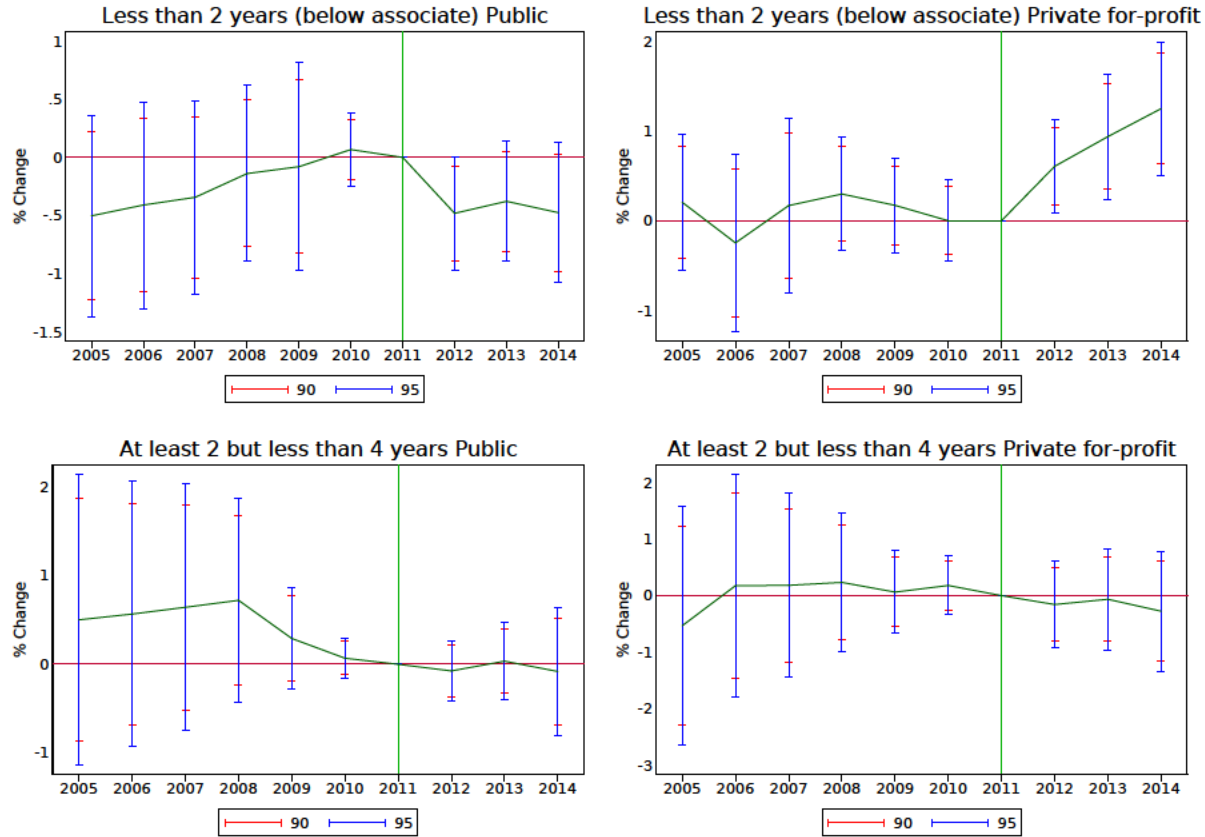 Less than 2 years (below associate) Public
1
.5
0
-.5
-1
-1.5
% Change
2005 2006 2007 2008 2009 2010 2011 2012 2013 2014
90 95
Less than 2 years (below associate) Private for-profit
2
1
0
-1
% Change
2005 2006 2007 2008 2009 2010 2011 2012 2013 2014
90 95
At least 2 but less than 4 years Public
2
1
0
-1
% Change
2005 2006 2007 2008 2009 2010 2011 2012 2013 2014
90 95
At least 2 but less than 4 years Private for-profit
2
1
0
-1
-2
-3
% Change
2005 2006 2007 2008 2009 2010 2011 2012 2013 2014
90 95